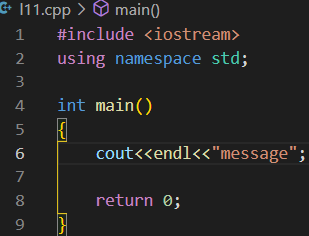 l11.cpp > main()
1 #include <iostream>
2 using namespace std;
3
4 int main()
5 {
6     cout<<endl<<"message";
7
8     return 0;
9 }